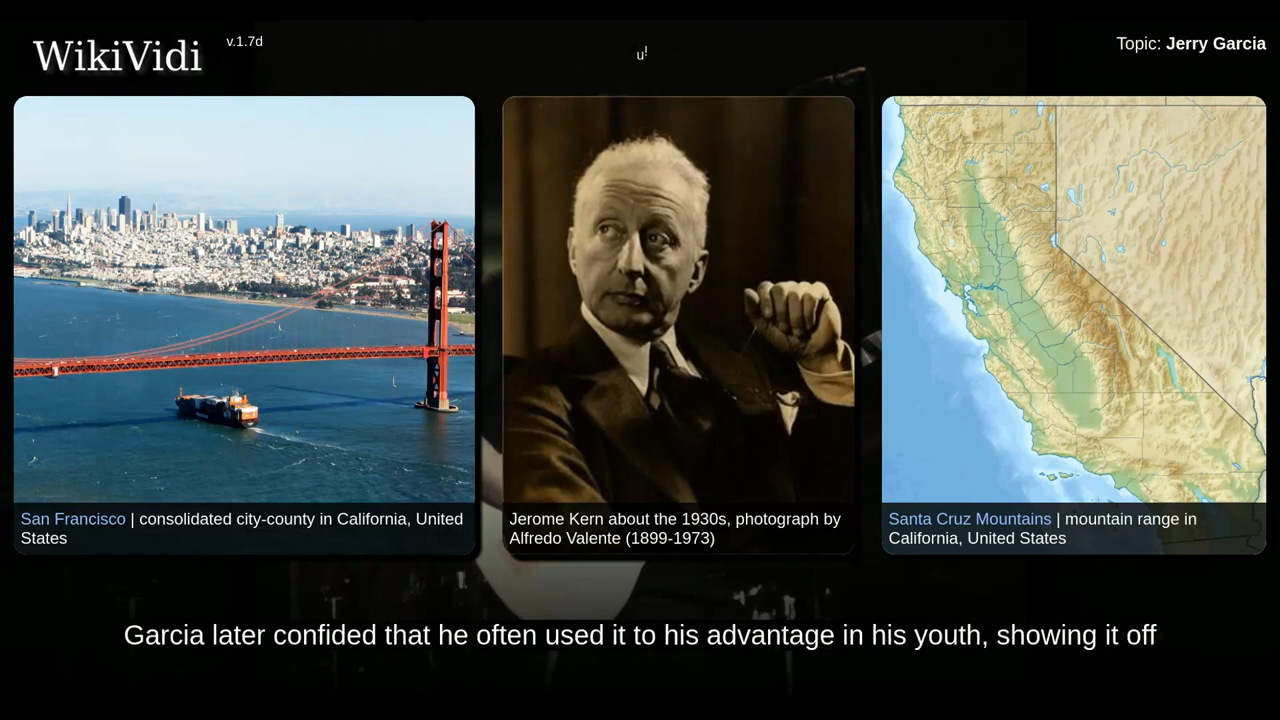 WikiVidi
v.1.7d
u!
Topic: Jerry Garcia
San Francisco | consolidated city-county in California, United
States
Jerome Kern about the 1930s, photograph by
Alfredo Valente (1899-1973)
Santa Cruz Mountains | mountain range in
California, United States
Garcia later confided that he often used it to his advantage in his youth, showing it off